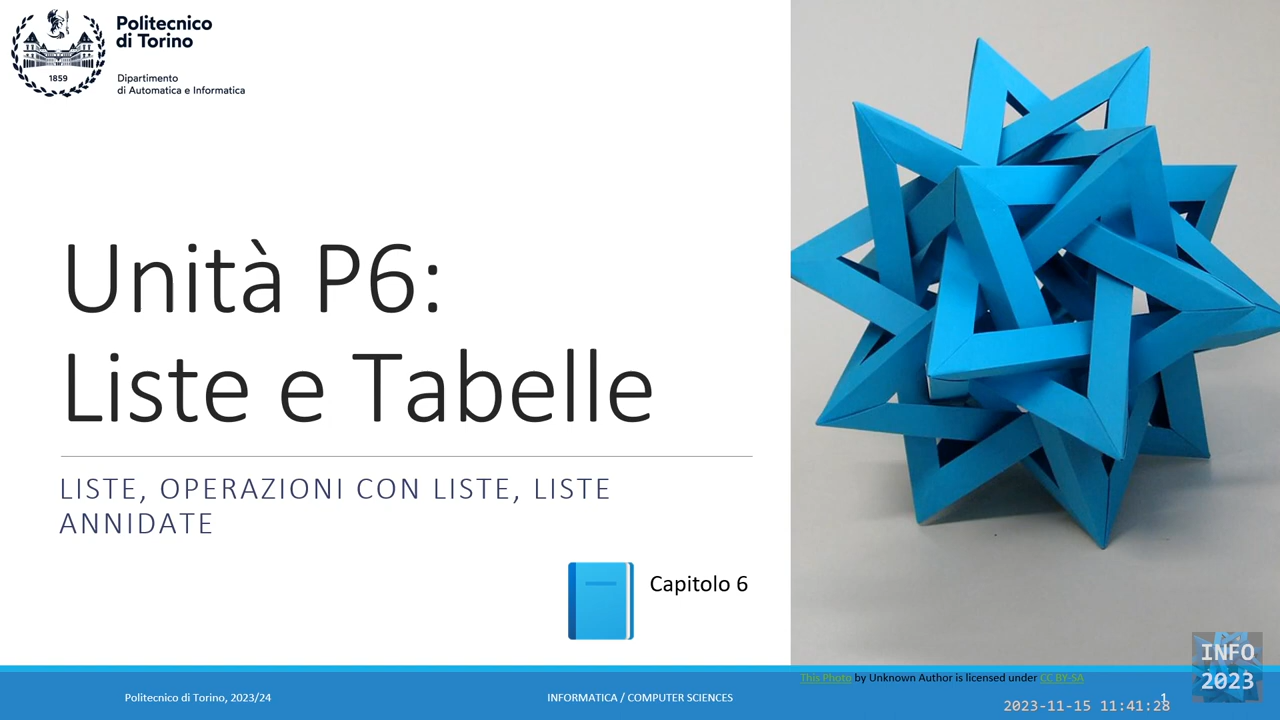 Politecnico
di Torino
1859
Dipartimento
di Automatica e Informatica
Unità P6:
Liste e Tabelle
LISTE, OPERAZIONI CON LISTE, LISTE
ANNIDATE
Capitolo 6
This Photo by Unknown Author is licensed under CC BY-SA
Politecnico di Torino, 2023/24
INFORMATICA / COMPUTER SCIENCES
1
INFO
2023
2023-11-15 11:41:28